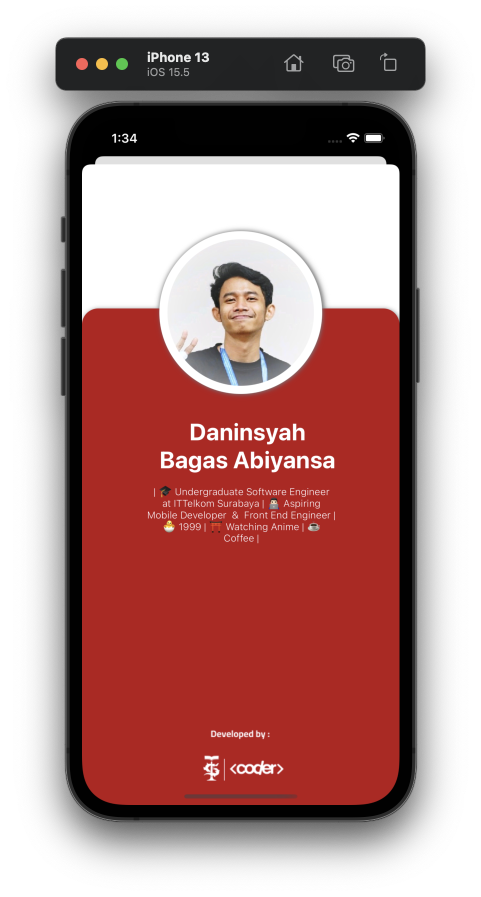 iPhone 13
iOS 15.5
1:34
Daninsyah
Bagas Abiyansa
| 🎓 Undergraduate Software Engineer
at ITTelkom Surabaya | 👨🏻‍💻 Aspiring
Mobile Developer & Front End Engineer |
🐣 1999 | ⛩ Watching Anime | ☕
Coffee |
Developed by :
<coder>